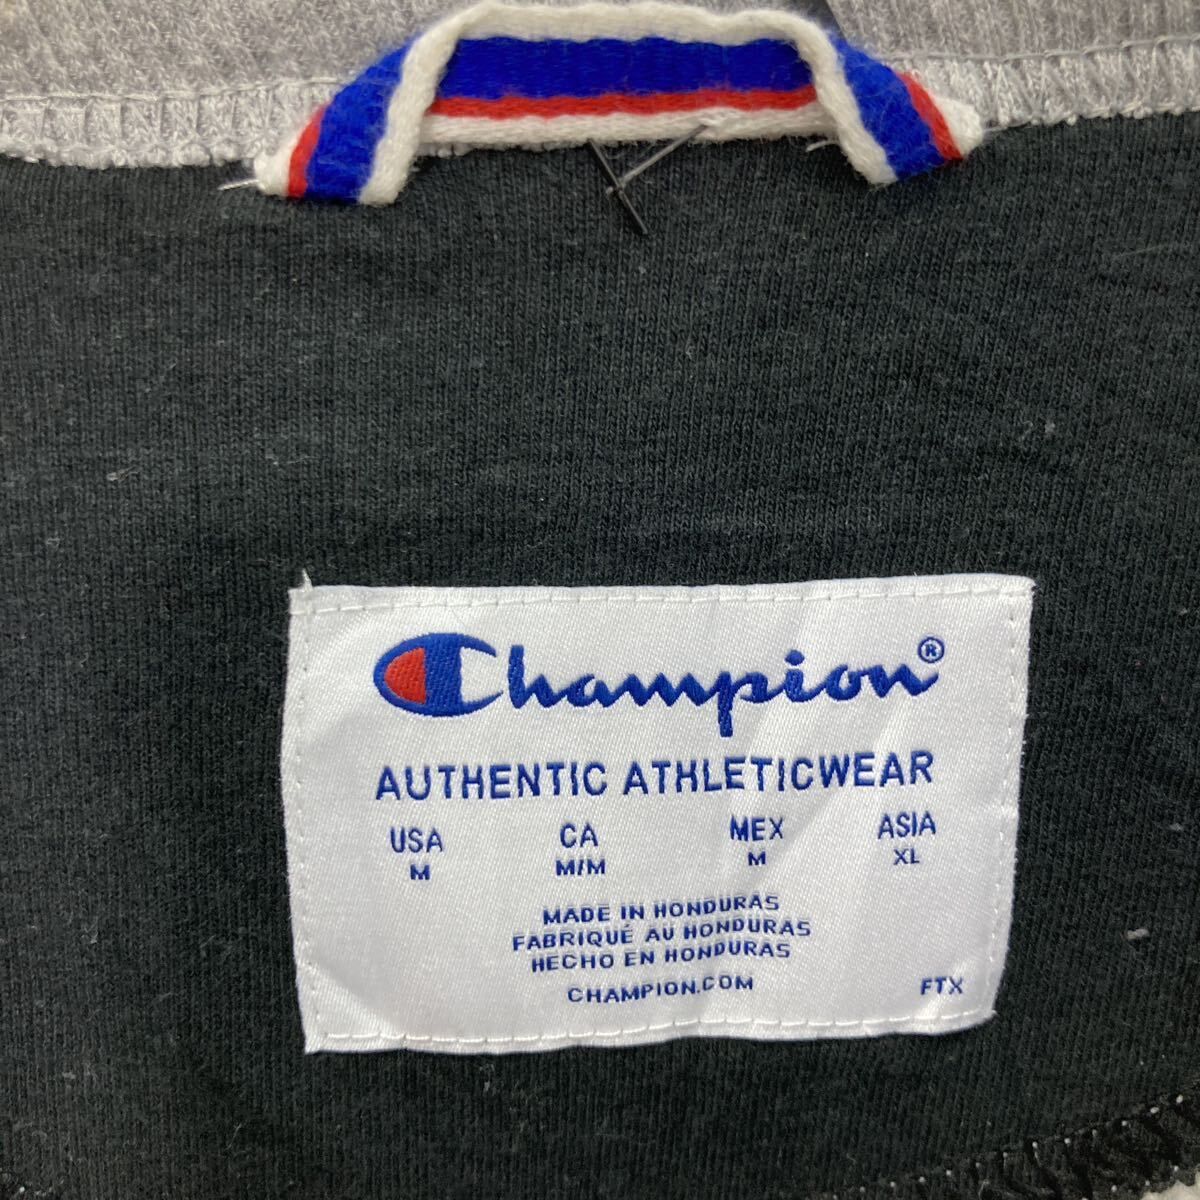 Champion®
AUTHENTIC ATHLETICWEAR
USA CA MEX ASIA
M M/M M XL
MADE IN HONDURAS
FABRIQUÉ AU HONDURAS
HECHO EN HONDURAS
CHAMPION.COM FTX